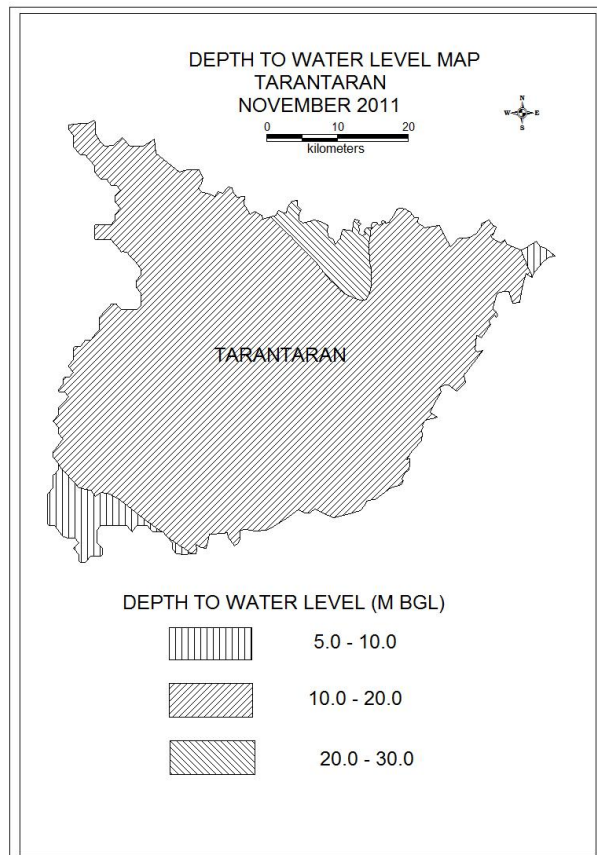 DEPTH TO WATER LEVEL MAP
TARANTARAN
NOVEMBER 2011
N
W E
S
0 10 20
kilometers
TARANTARAN
DEPTH TO WATER LEVEL (M BGL)
5.0 - 10.0
10.0 - 20.0
20.0 - 30.0